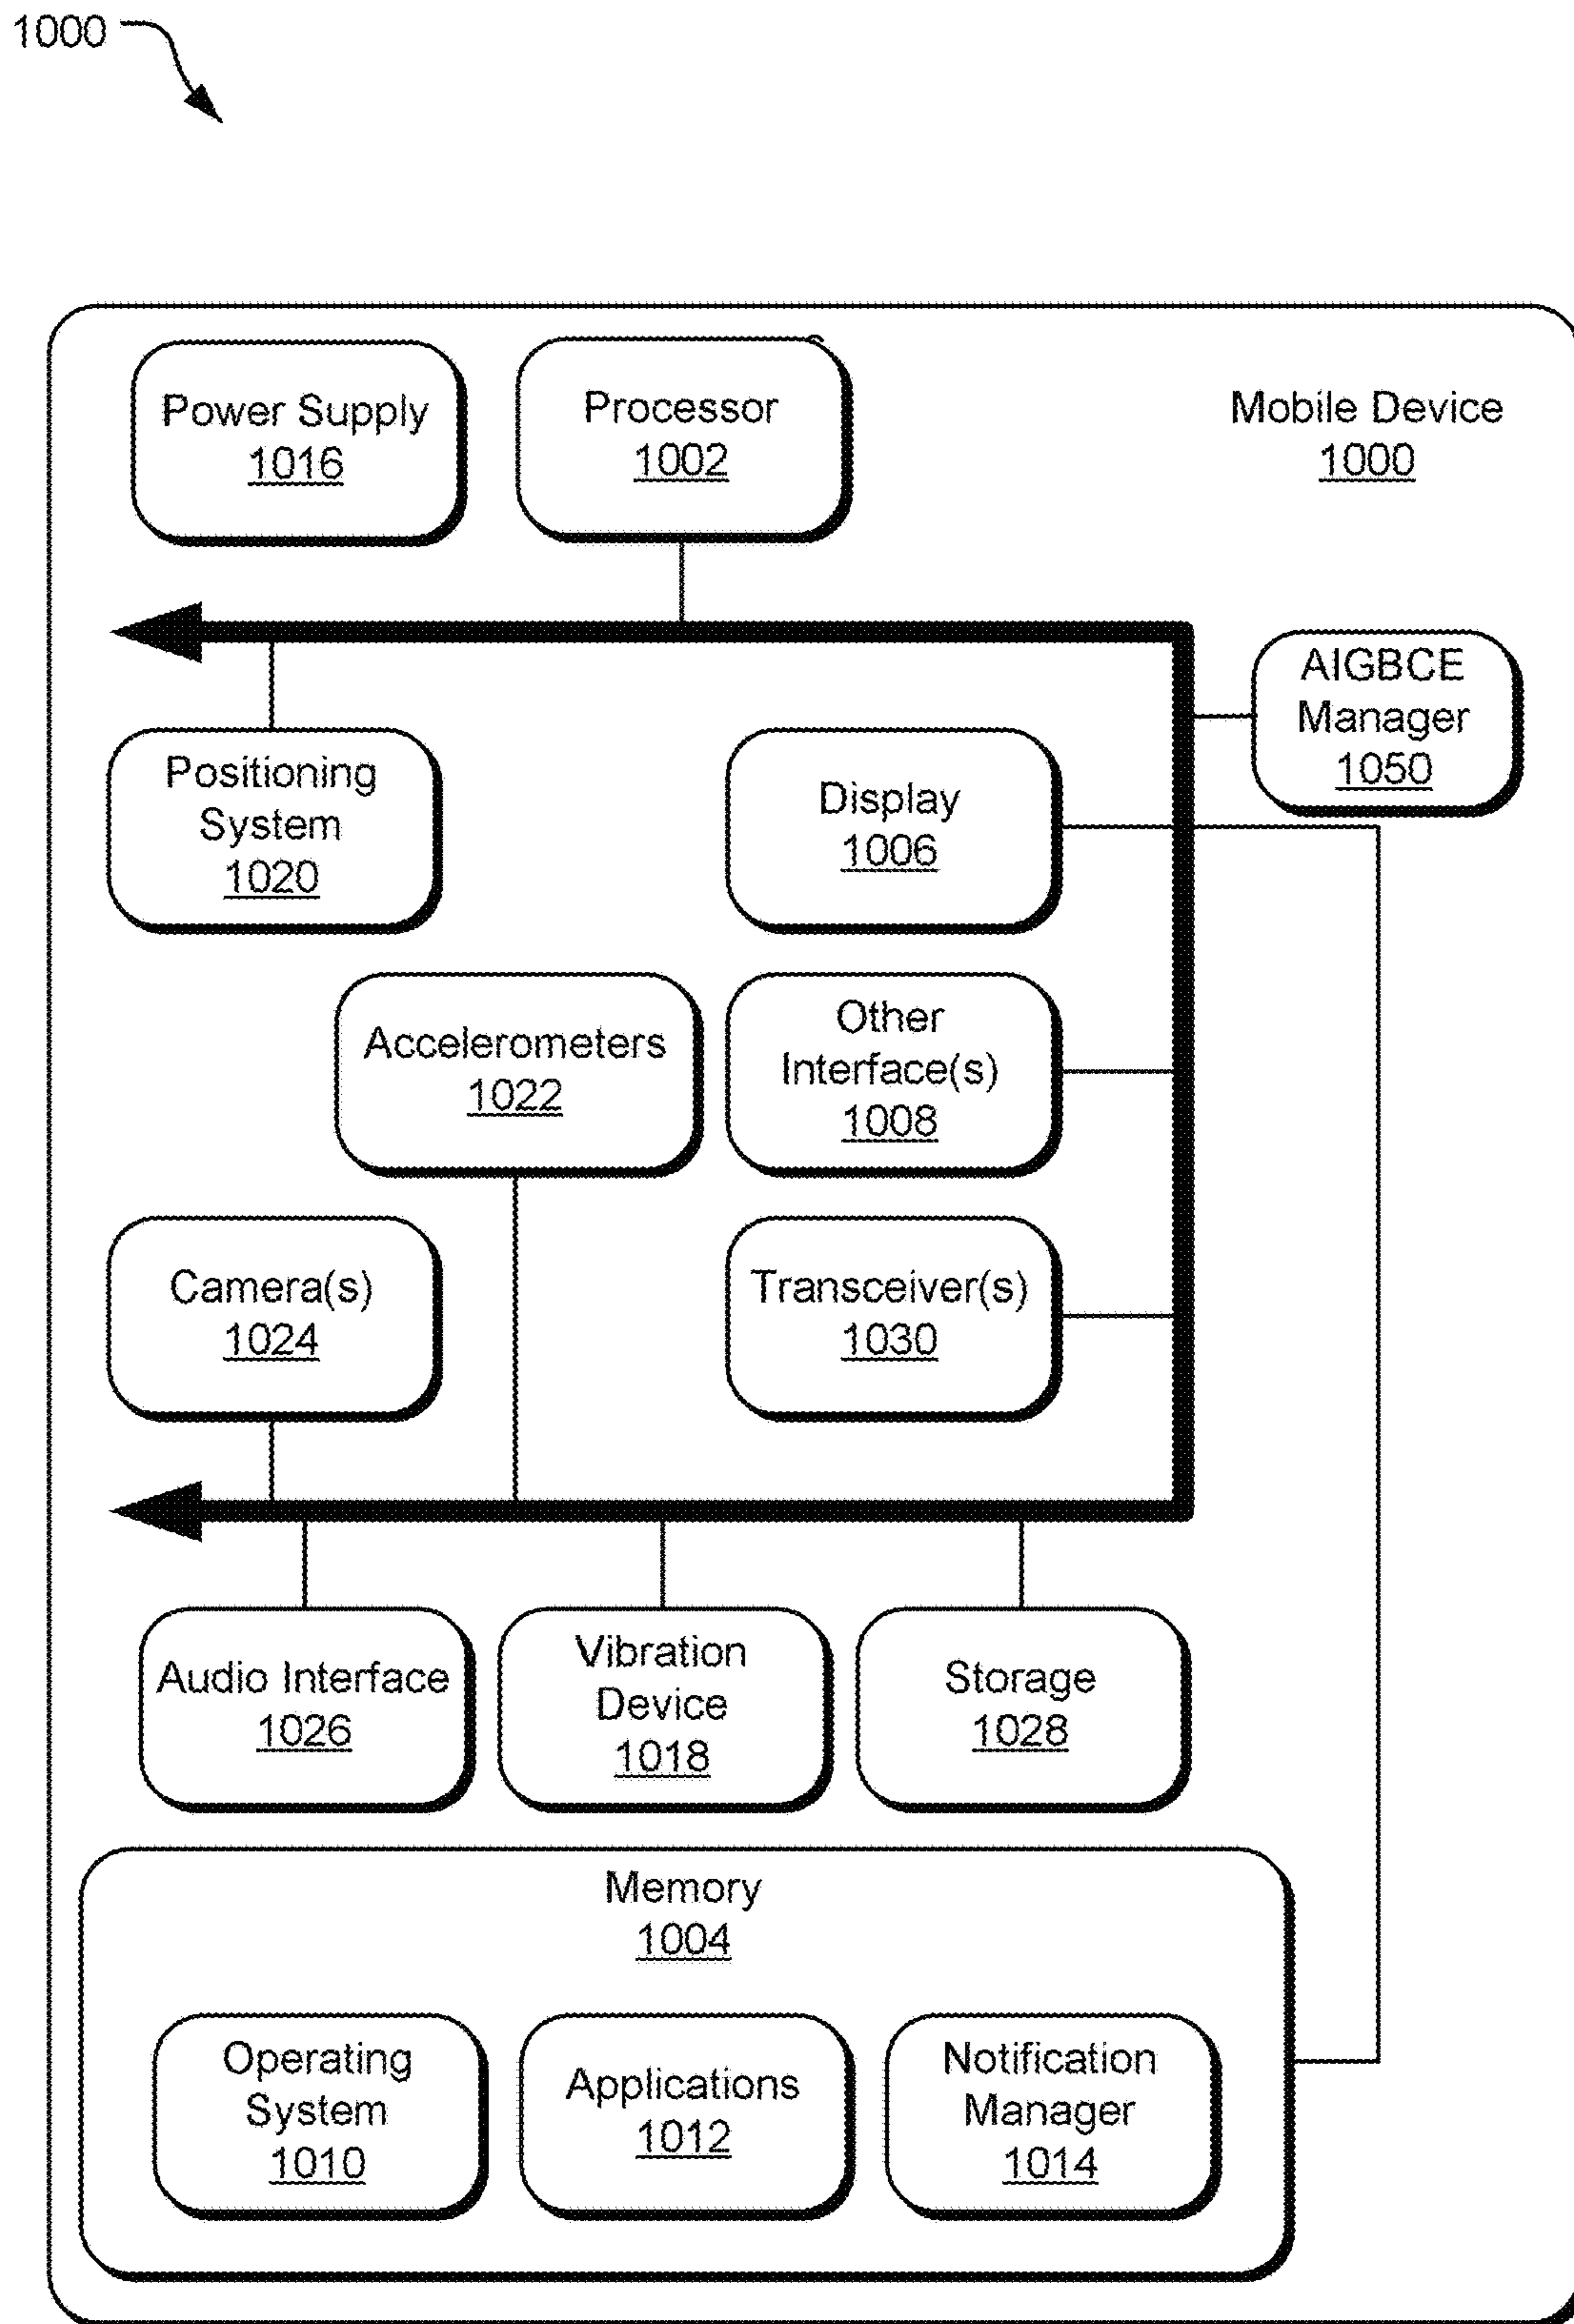 1000
Power Supply
1016
Processor
1002
Mobile Device
1000
AIGBCE
Manager
1050
Positioning
System
1020
Display
1006
Accelerometers
1022
Other
Interface(s)
1008
Camera(s)
1024
Transceiver(s)
1030
Audio Interface
1026
Vibration
Device
1018
Storage
1028
Memory
1004
Operating
System
1010
Applications
1012
Notification
Manager
1014